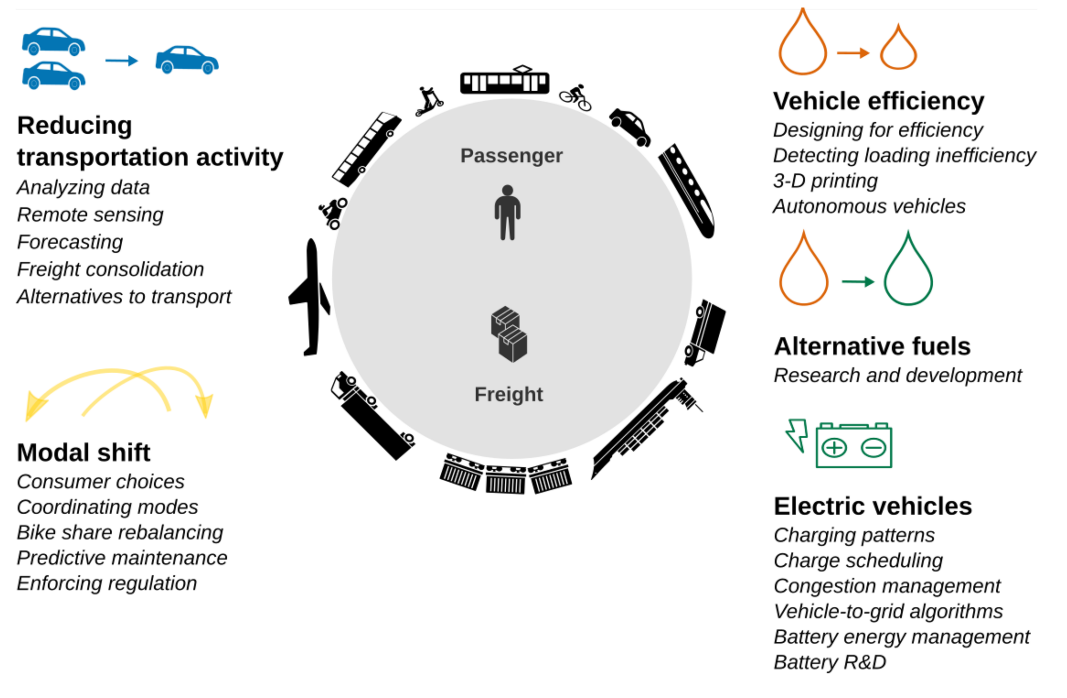 Reducing
transportation activity
Analyzing data
Remote sensing
Forecasting
Freight consolidation
Alternatives to transport
Modal shift
Consumer choices
Coordinating modes
Bike share rebalancing
Predictive maintenance
Enforcing regulation
Passenger
Freight
Vehicle efficiency
Designing for efficiency
Detecting loading inefficiency
3-D printing
Autonomous vehicles
Alternative fuels
Research and development
Electric vehicles
Charging patterns
Charge scheduling
Congestion management
Vehicle-to-grid algorithms
Battery energy management
Battery R&D